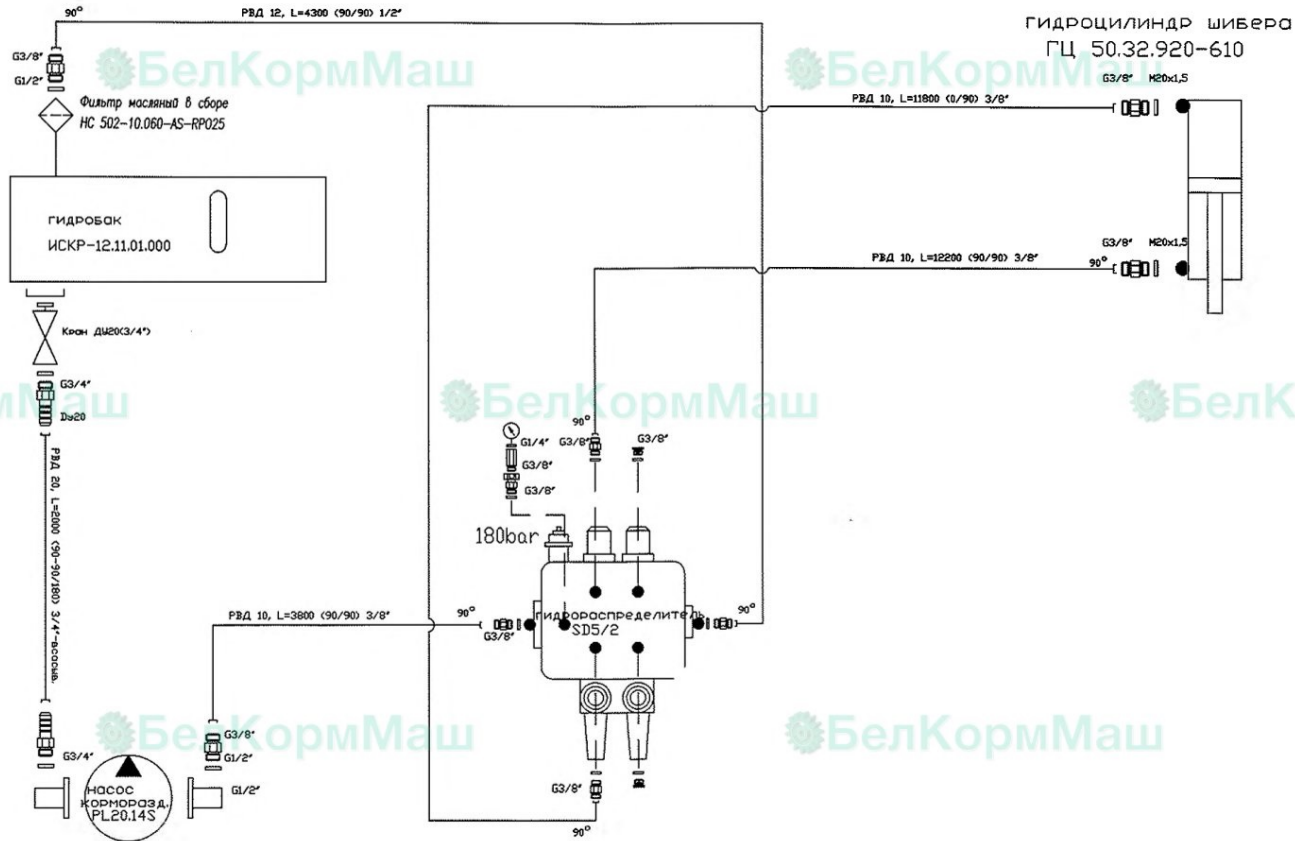 90°
РВД 12, L=4300 (90/90) 1/2"
ГИДРОЦИЛИНДР ШИБЕРА
ГЦ 50.32.920-610
G3/8"
G1/2"
БелКормМаш
БелКормМаш
G3/8" M20x1,5
Фильтр масляный в сборе
НС 502-10.060-AS-RP025
РВД 10, L=11800 (0/90) 3/8"
ГИДРОБАК
ИСКР-12.11.01.000
G3/8" M20x1,5
РВД 10, L=12200 (90/90) 3/8"
90°
Кран ДУ20(3/4")
G3/4"
Dу20
мМаш
БелКормМаш
БелК
90°
G1/4"
G3/8"
G3/8"
G3/8"
G3/8"
180bar
РВД 20, L=2000 (90-90/180) 3/4"-всосыв.
РВД 10, L=3800 (90/90) 3/8"
90°
G3/8"
ГИДРОРАСПРЕДЕЛИТЕЛЬ
SD5/2
90°
БелКормМаш
БелКормМаш
G3/4"
G3/8"
G1/2"
G1/2"
НАСОС
КОРМОРАЗД.
PL20.14S
G3/8"
90°